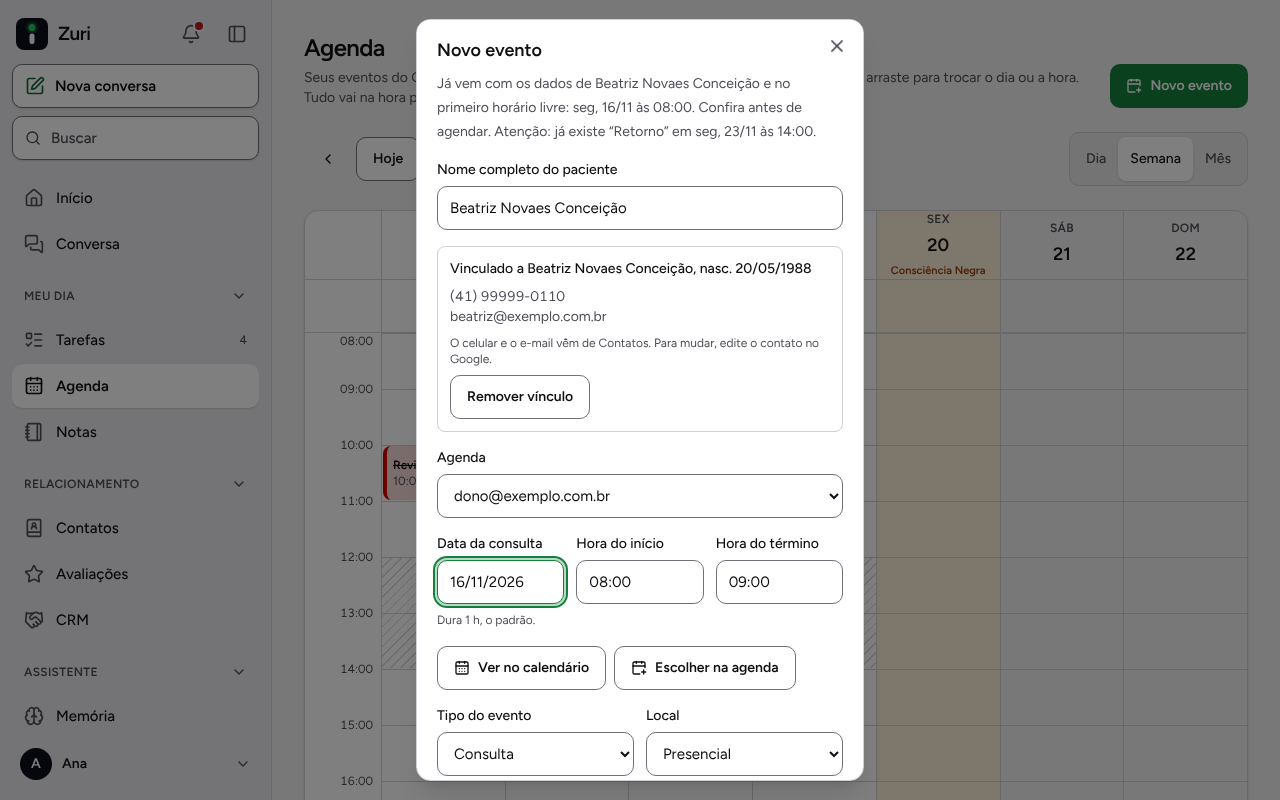 Zuri
Nova conversa
Buscar
Início
Conversa
MEU DIA
Tarefas 4
Agenda
Notas
RELACIONAMENTO
Contatos
Avaliações
CRM
ASSISTENTE
Memória
A Ana
Agenda
Seus eventos do
arraste para trocar o dia ou a hora.
Tudo vai na hora
Novo evento
Hoje
Dia Semana Mês
SEX
20
Consciência Negra
SÁB
21
DOM
22
08:00
09:00
10:00
11:00
12:00
13:00
14:00
15:00
16:00
Novo evento
Já vem com os dados de Beatriz Novaes Conceição e no
primeiro horário livre: seg, 16/11 às 08:00. Confira antes de
agendar. Atenção: já existe “Retorno” em seg, 23/11 às 14:00.
Nome completo do paciente
Beatriz Novaes Conceição
Vinculado a Beatriz Novaes Conceição, nasc. 20/05/1988
(41) 99999-0110
beatriz@exemplo.com.br
O celular e o e-mail vêm de Contatos. Para mudar, edite o contato no
Google.
Remover vínculo
Agenda
dono@exemplo.com.br
Data da consulta Hora do início Hora do término
16/11/2026 08:00 09:00
Dura 1 h, o padrão.
Ver no calendário Escolher na agenda
Tipo do evento Local
Consulta Presencial